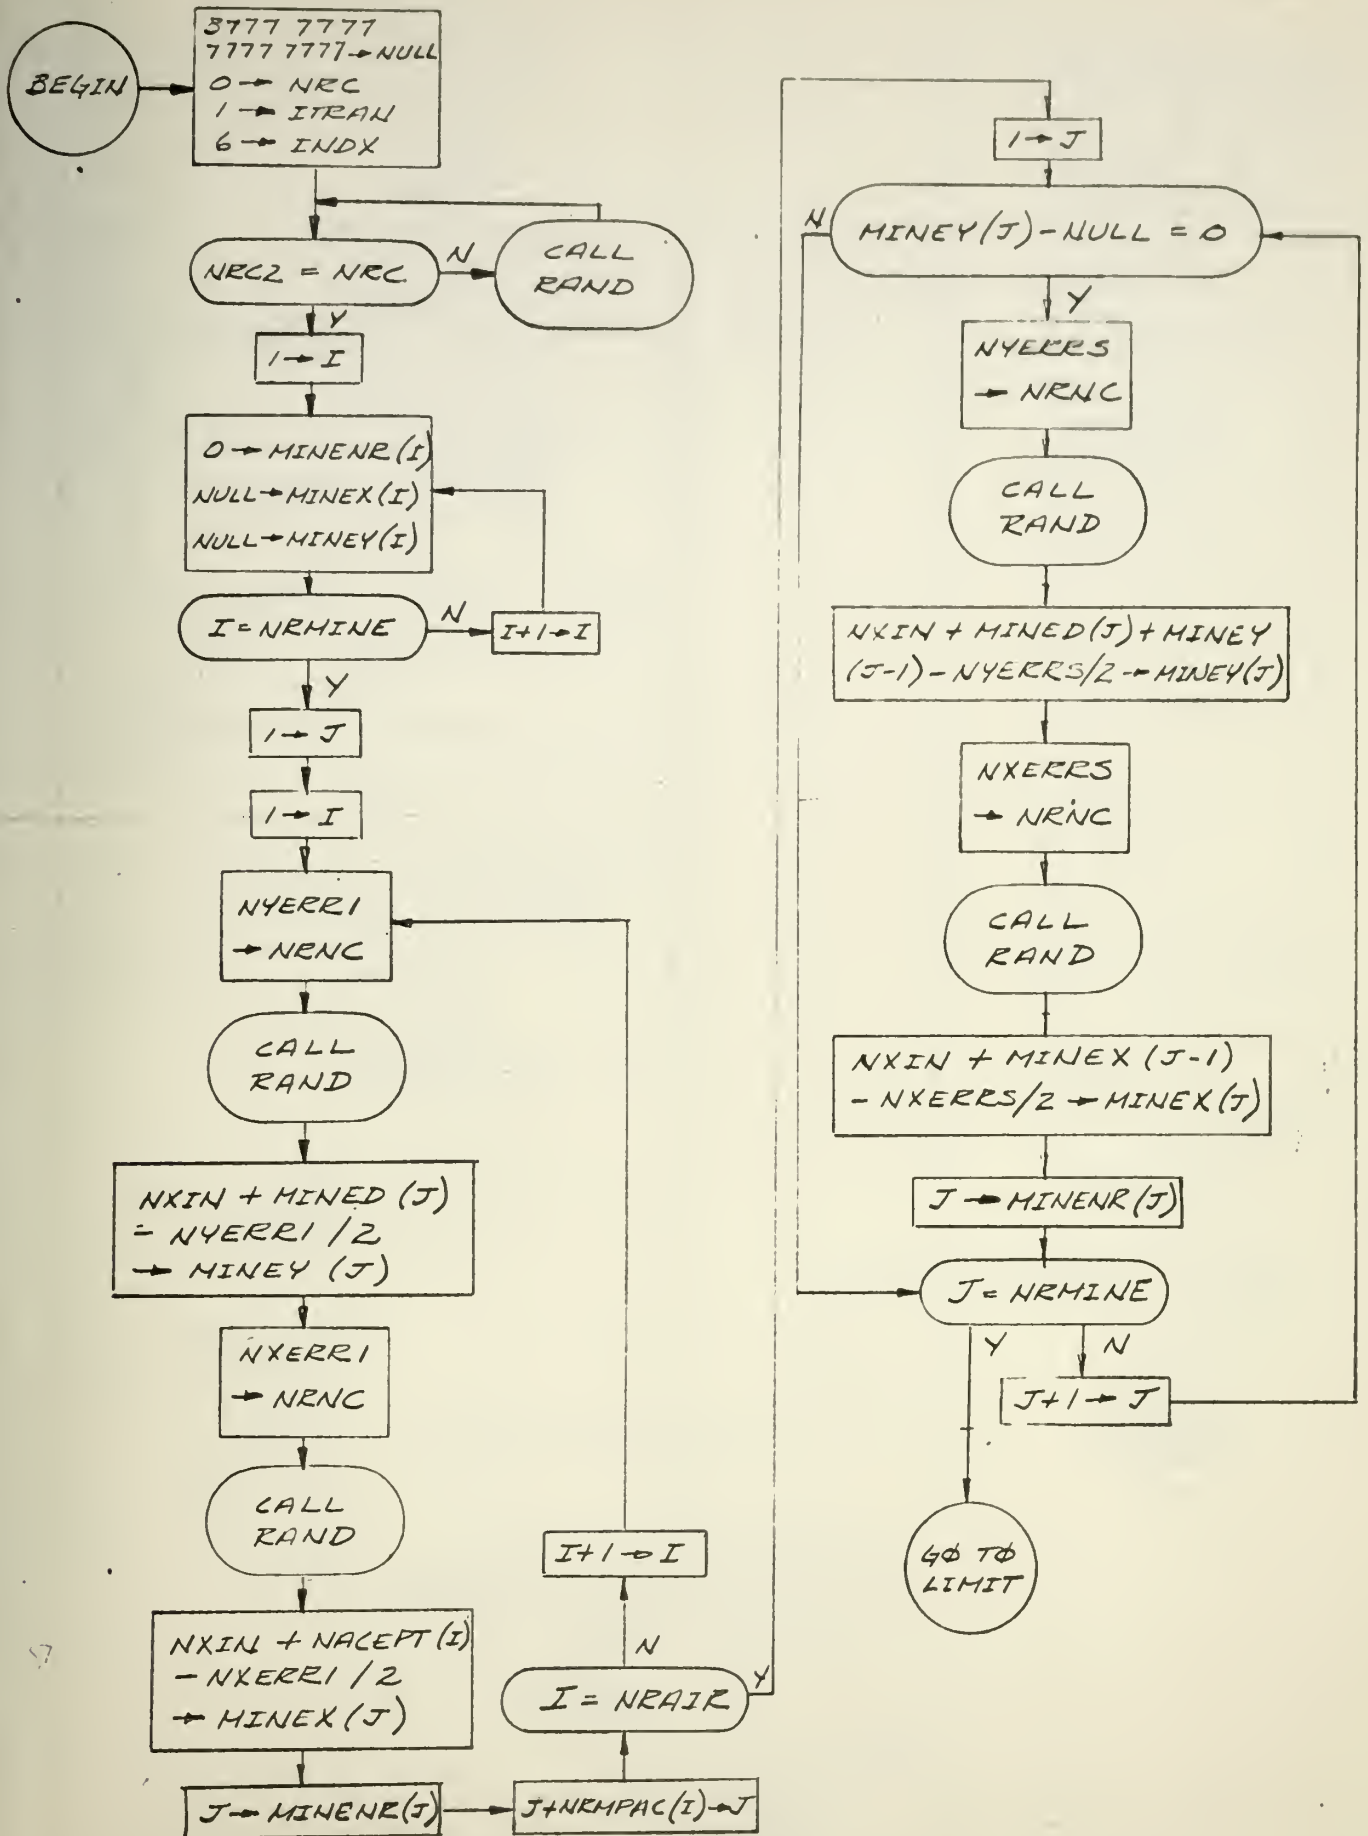 BEGIN
3777 7777
7777 7777 → NULL
0 → NRC
1 → ITRAN
6 → INDX
NRC2 = NRC
N
CALL
RAND
Y
1 → I
0 → MINENR(I)
NULL → MINEX(I)
NULL → MINEY(I)
I = NRMINE
N
I+1 → I
Y
1 → J
1 → I
NYERR1
→ NRNC
CALL
RAND
NXIN + MINED (J)
- NYERR1 / 2
→ MINEY (J)
NXERR1
→ NRNC
CALL
RAND
NXIN + NACEPT (I)
- NXERR1 / 2
→ MINEX (J)
J → MINENR(J)
J+NRMPAC(I) → J
I = NRAIR
N
I+1 → I
Y
1 → J
MINEY(J) - NULL = 0
N
Y
NYERRS
→ NRNC
CALL
RAND
NXIN + MINED(J) + MINEY
(J-1) - NYERRS/2 → MINEY(J)
NXERRS
→ NRNC
CALL
RAND
NXIN + MINEX (J-1)
- NXERRS/2 → MINEX(J)
J → MINENR(J)
J = NRMINE
Y
N
J+1 → J
GØ TØ
LIMIT